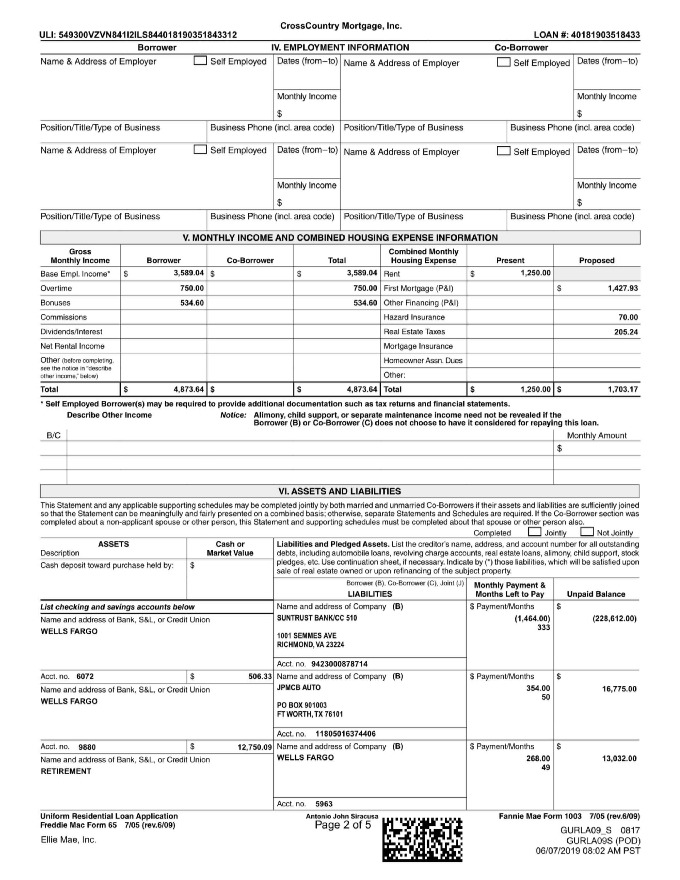 CrossCountry Mortgage, Inc.
ULI: 549300VZVN841I2ILS844018190351843312 LOAN #: 40181903518433
Borrower IV. EMPLOYMENT INFORMATION Co-Borrower
Name & Address of Employer Self Employed Dates (from–to) Name & Address of Employer Self Employed Dates (from–to)
Monthly Income Monthly Income
$ $
Position/Title/Type of Business Business Phone (incl. area code) Position/Title/Type of Business Business Phone (incl. area code)
Name & Address of Employer Self Employed Dates (from–to) Name & Address of Employer Self Employed Dates (from–to)
Monthly Income Monthly Income
$ $
Position/Title/Type of Business Business Phone (incl. area code) Position/Title/Type of Business Business Phone (incl. area code)
V. MONTHLY INCOME AND COMBINED HOUSING EXPENSE INFORMATION
Gross Monthly Income Borrower Co-Borrower Total Combined Monthly Housing Expense Present Proposed
Base Empl. Income* $ 3,589.04 $ $ 3,589.04 Rent $ 1,250.00
Overtime 750.00 750.00 First Mortgage (P&I) $ 1,427.93
Bonuses 534.60 534.60 Other Financing (P&I)
Commissions Hazard Insurance 70.00
Dividends/Interest Real Estate Taxes 205.24
Net Rental Income Mortgage Insurance
Other (before completing, Homeowner Assn. Dues
see the notice in "describe
other income," below) Other:
Total $ 4,873.64 $ $ 4,873.64 Total $ 1,250.00 $ 1,703.17
* Self Employed Borrower(s) may be required to provide additional documentation such as tax returns and financial statements.
Describe Other Income Notice: Alimony, child support, or separate maintenance income need not be revealed if the
Borrower (B) or Co-Borrower (C) does not choose to have it considered for repaying this loan.
B/C Monthly Amount
$
VI. ASSETS AND LIABILITIES
This Statement and any applicable supporting schedules may be completed jointly by both married and unmarried Co-Borrowers if their assets and liabilities are sufficiently joined
so that the Statement can be meaningfully and fairly presented on a combined basis; otherwise, separate Statements and Schedules are required. If the Co-Borrower section was
completed about a non-applicant spouse or other person, this Statement and supporting schedules must be completed about that spouse or other person also.
Completed Jointly Not Jointly
ASSETS
Description
Cash or
Market Value
Cash deposit toward purchase held by: $
Liabilities and Pledged Assets. List the creditor's name, address, and account number for all outstanding
debts, including automobile loans, revolving charge accounts, real estate loans, alimony, child support, stock
pledges, etc. Use continuation sheet, if necessary. Indicate by (*) those liabilities, which will be satisfied upon
sale of real estate owned or upon refinancing of the subject property.
Borrower (B), Co-Borrower (C), Joint (J)
LIABILITIES
Monthly Payment &
Months Left to Pay
Unpaid Balance
List checking and savings accounts below
Name and address of Bank, S&L, or Credit Union
WELLS FARGO
Name and address of Company (B) $ Payment/Months $
SUNTRUST BANK/CC 510 (1,464.00) (228,612.00)
333
1001 SEMMES AVE
RICHMOND, VA 23224
Acct. no. 9423000878714
Acct. no. 6072 $ 506.33
Name and address of Bank, S&L, or Credit Union
WELLS FARGO
Name and address of Company (B) $ Payment/Months $
JPMCB AUTO 354.00 16,775.00
50
PO BOX 901003
FT WORTH, TX 76101
Acct. no. 11805016374406
Acct. no. 9880 $ 12,750.09
Name and address of Bank, S&L, or Credit Union
RETIREMENT
Name and address of Company (B) $ Payment/Months $
WELLS FARGO 268.00 13,032.00
49
Acct. no. 5963
Uniform Residential Loan Application
Freddie Mac Form 65 7/05 (rev.6/09)
Antonio John Siracusa
Page 2 of 5
Fannie Mae Form 1003 7/05 (rev.6/09)
Ellie Mae, Inc.
GURLA09_S 0817
GURLA09S (POD)
06/07/2019 08:02 AM PST